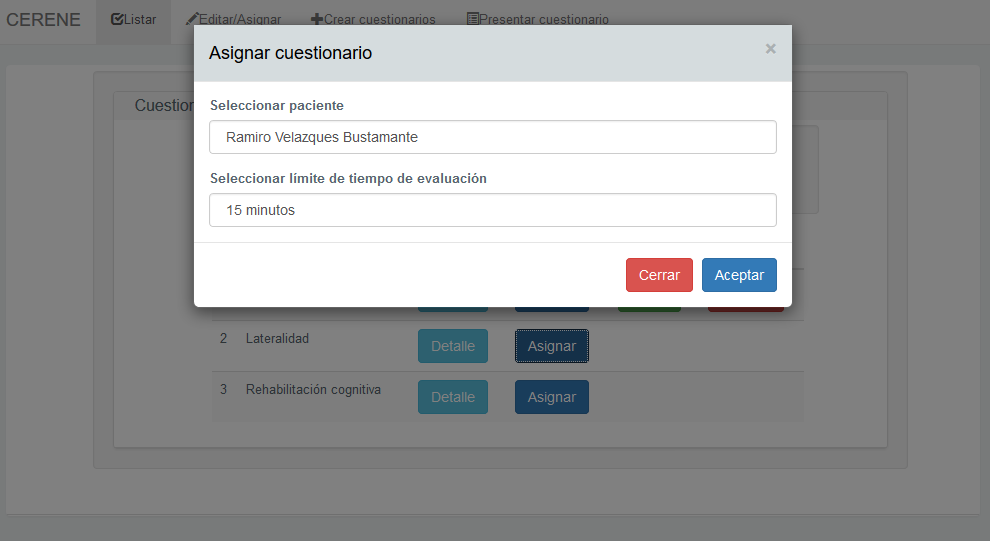 CERENE Listar Editar/Asignar Crear cuestionarios Presentar cuestionario
Asignar cuestionario ×
Cuestion
Seleccionar paciente
Ramiro Velazques Bustamante
Seleccionar límite de tiempo de evaluación
15 minutos
Cerrar Aceptar
2 Lateralidad Detalle Asignar
3 Rehabilitación cognitiva Detalle Asignar